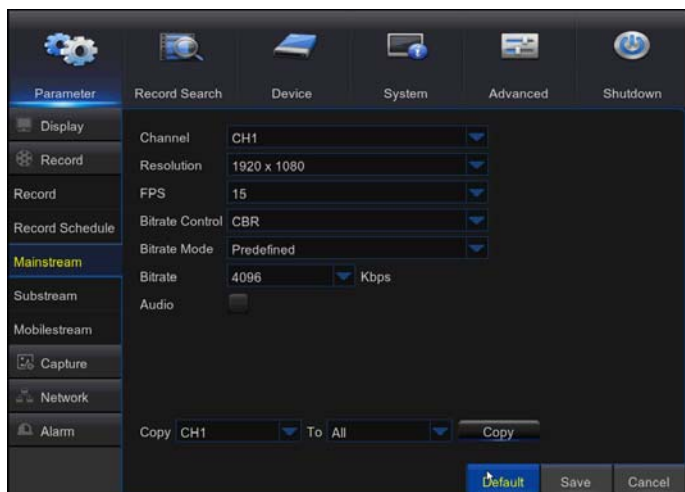 Parameter Record Search Device System Advanced Shutdown
Display
Record
Record
Record Schedule
Mainstream
Substream
Mobilestream
Capture
Network
Alarm
Channel CH1
Resolution 1920 x 1080
FPS 15
Bitrate Control CBR
Bitrate Mode Predefined
Bitrate 4096 Kbps
Audio
Copy CH1 To All Copy
Default Save Cancel